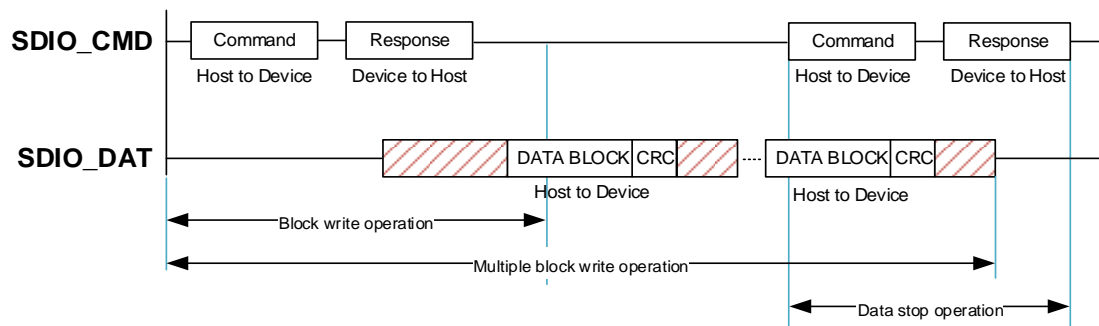 SDIO_CMD
Command
Response
Command
Response
Host to Device
Device to Host
Host to Device
Device to Host
SDIO_DAT
DATA BLOCK
CRC
DATA BLOCK
CRC
Host to Device
Host to Device
Block write operation
Multiple block write operation
Data stop operation